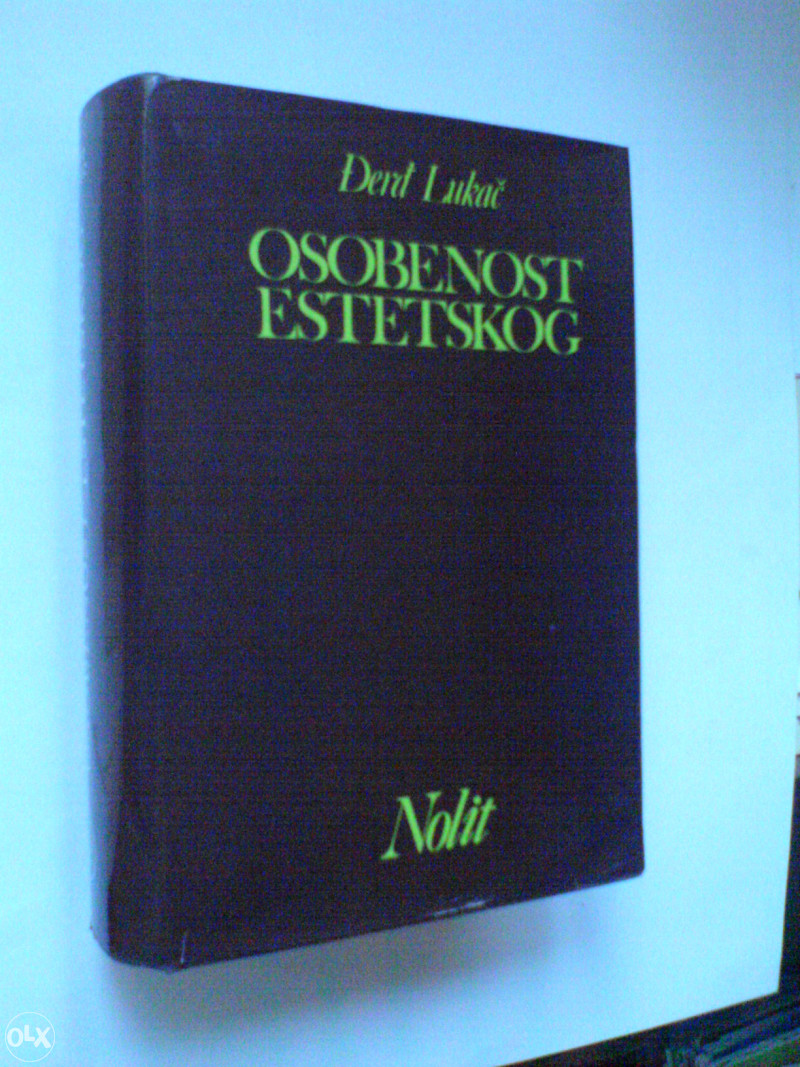 Đerđ Lukač
OSOBENOST
ESTETSKOG
Nolit
OLX